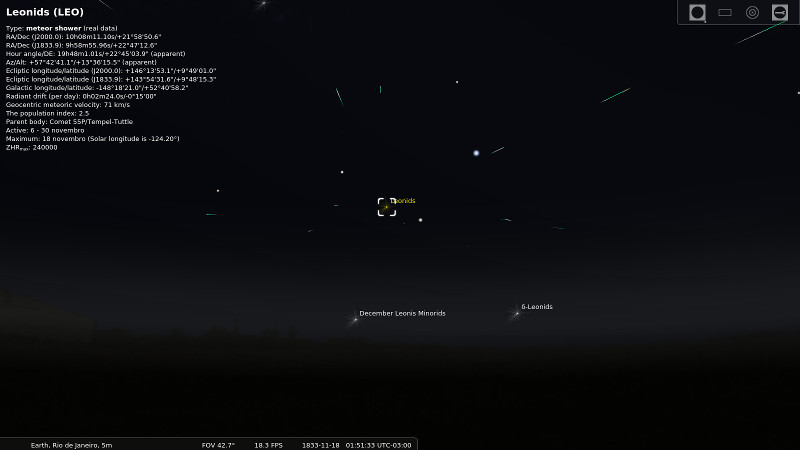 Leonids (LEO)
Type: meteor shower (real data)
RA/Dec (J2000.0): 10h08m11.10s/+21°58'50.6"
RA/Dec (J1833.9): 9h58m55.96s/+22°47'12.6"
Hour angle/DE: 19h48m1.01s/+22°45'03.9" (apparent)
Az/Alt: +57°42'41.1"/+13°36'15.5" (apparent)
Ecliptic longitude/latitude (J2000.0): +146°13'53.1"/+9°49'01.0"
Ecliptic longitude/latitude (J1833.9): +143°54'31.6"/+9°48'15.3"
Galactic longitude/latitude: -148°18'21.0"/+52°40'58.2"
Radiant drift (per day): 0h02m24.0s/-0°15'00"
Geocentric meteoric velocity: 71 km/s
The population index: 2.5
Parent body: Comet 55P/Tempel-Tuttle
Active: 6 - 30 novembro
Maximum: 18 novembro (Solar longitude is -124.20°)
ZHRmax: 240000
Leonids
December Leonis Minorids
δ-Leonids
Earth, Rio de Janeiro, 5m FOV 42.7° 18.3 FPS 1833-11-18 01:51:33 UTC-03:00